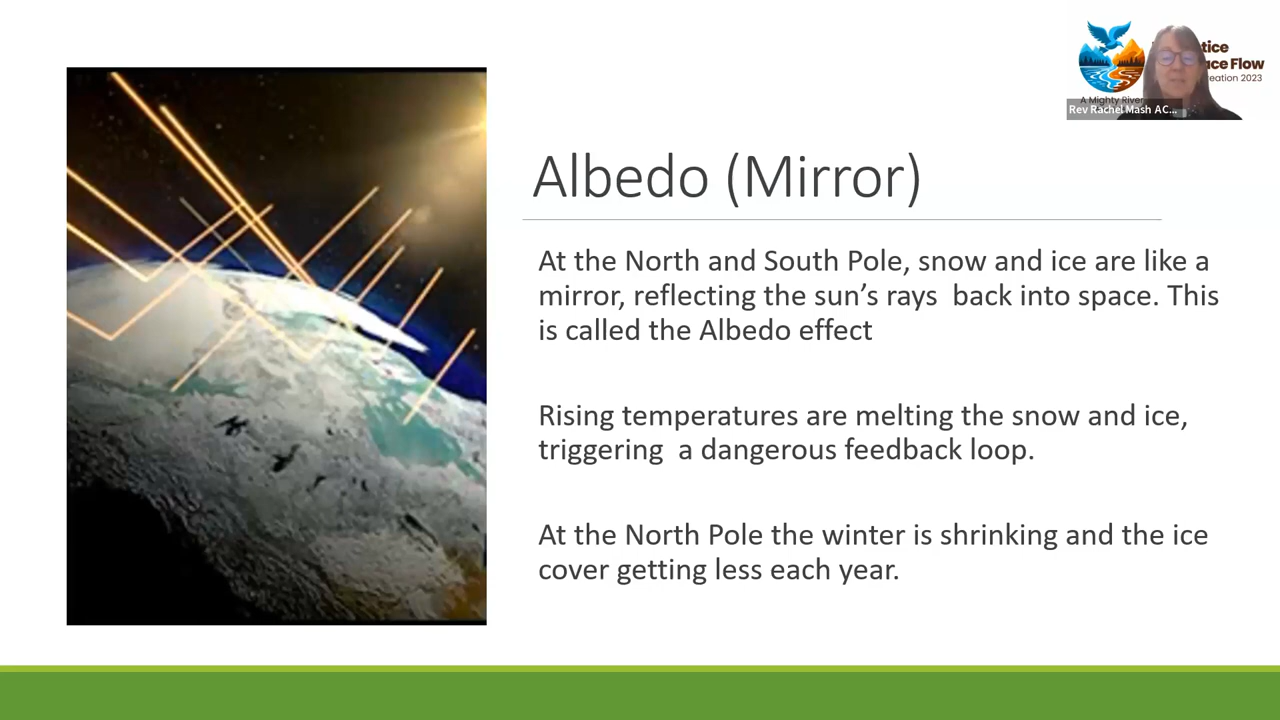 tice
ace Flow
reation 2023
A Mighty River
Rev Rachel Mash AC...
Albedo (Mirror)
At the North and South Pole, snow and ice are like a
mirror, reflecting the sun’s rays  back into space. This
is called the Albedo effect
Rising temperatures are melting the snow and ice,
triggering  a dangerous feedback loop.
At the North Pole the winter is shrinking and the ice
cover getting less each year.